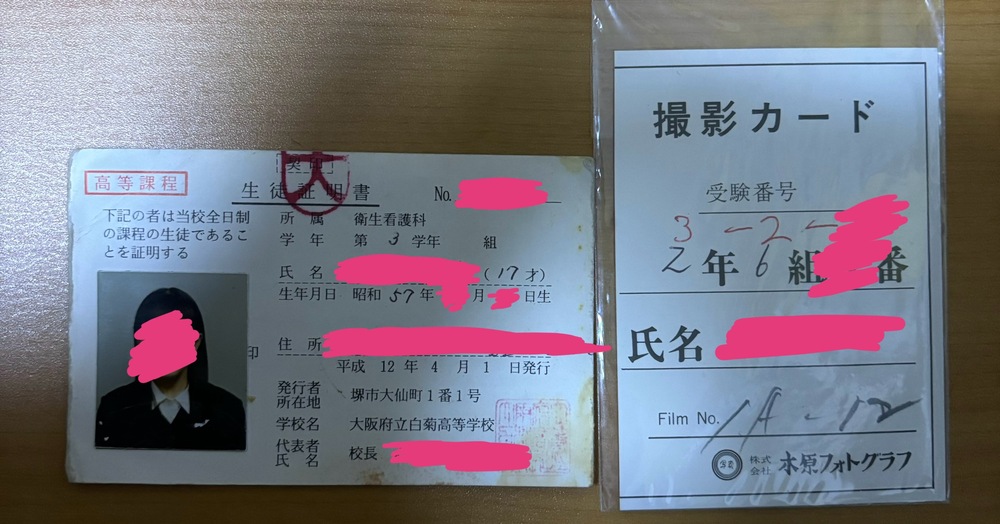 高等課程
契印
生徒証明書
No.
下記の者は当校全日制
の課程の生徒であるこ
とを証明する
所属 衛生看護科
学年 第3学年 組
氏名 (17才)
生年月日 昭和57年 月 日生
住所
印
平成12年4月1日発行
発行者
所在地
堺市大仙町1番1号
学校名 大阪府立白菊高等学校
代表者
氏名
校長
撮影カード
受験番号
3-2-
2年6組 番
氏名
Film No. 1A-12
株式
会社
木原フォトグラフ